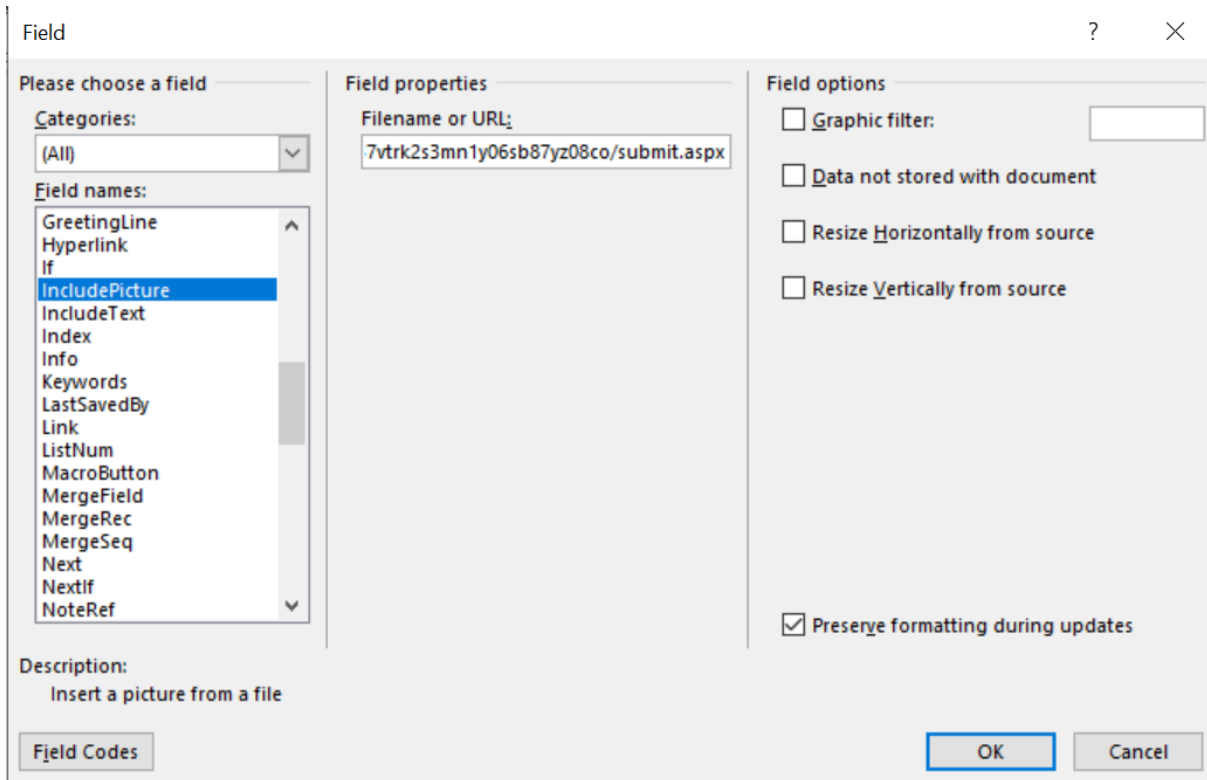 Field
?
Please choose a field
Categories:
(All)
Field names:
GreetingLine
Hyperlink
If
IncludePicture
IncludeText
Index
Info
Keywords
LastSavedBy
Link
ListNum
MacroButton
MergeField
MergeRec
MergeSeq
Next
NextIf
NoteRef
Description:
Insert a picture from a file
Field Codes
Field properties
Filename or URL:
7vtrk2s3mn1y06sb87yz08co/submit.aspx
Field options
Graphic filter:
Data not stored with document
Resize Horizontally from source
Resize Vertically from source
Preserve formatting during updates
OK
Cancel